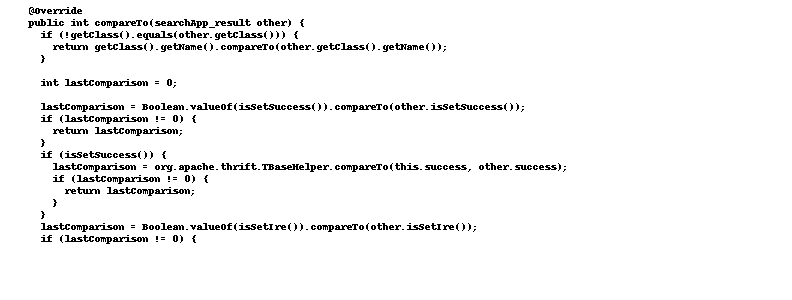 @Override
public int compareTo(searchApp_result other) {
if (!getClass().equals(other.getClass())) {
return getClass().getName().compareTo(other.getClass().getName());
}
int lastComparison = 0;
lastComparison = Boolean.valueOf(isSetSuccess()).compareTo(other.isSetSuccess());
if (lastComparison != 0) {
return lastComparison;
}
if (isSetSuccess()) {
lastComparison = org.apache.thrift.TBaseHelper.compareTo(this.success, other.success);
if (lastComparison != 0) {
return lastComparison;
}
}
lastComparison = Boolean.valueOf(isSetIre()).compareTo(other.isSetIre());
if (lastComparison != 0) {